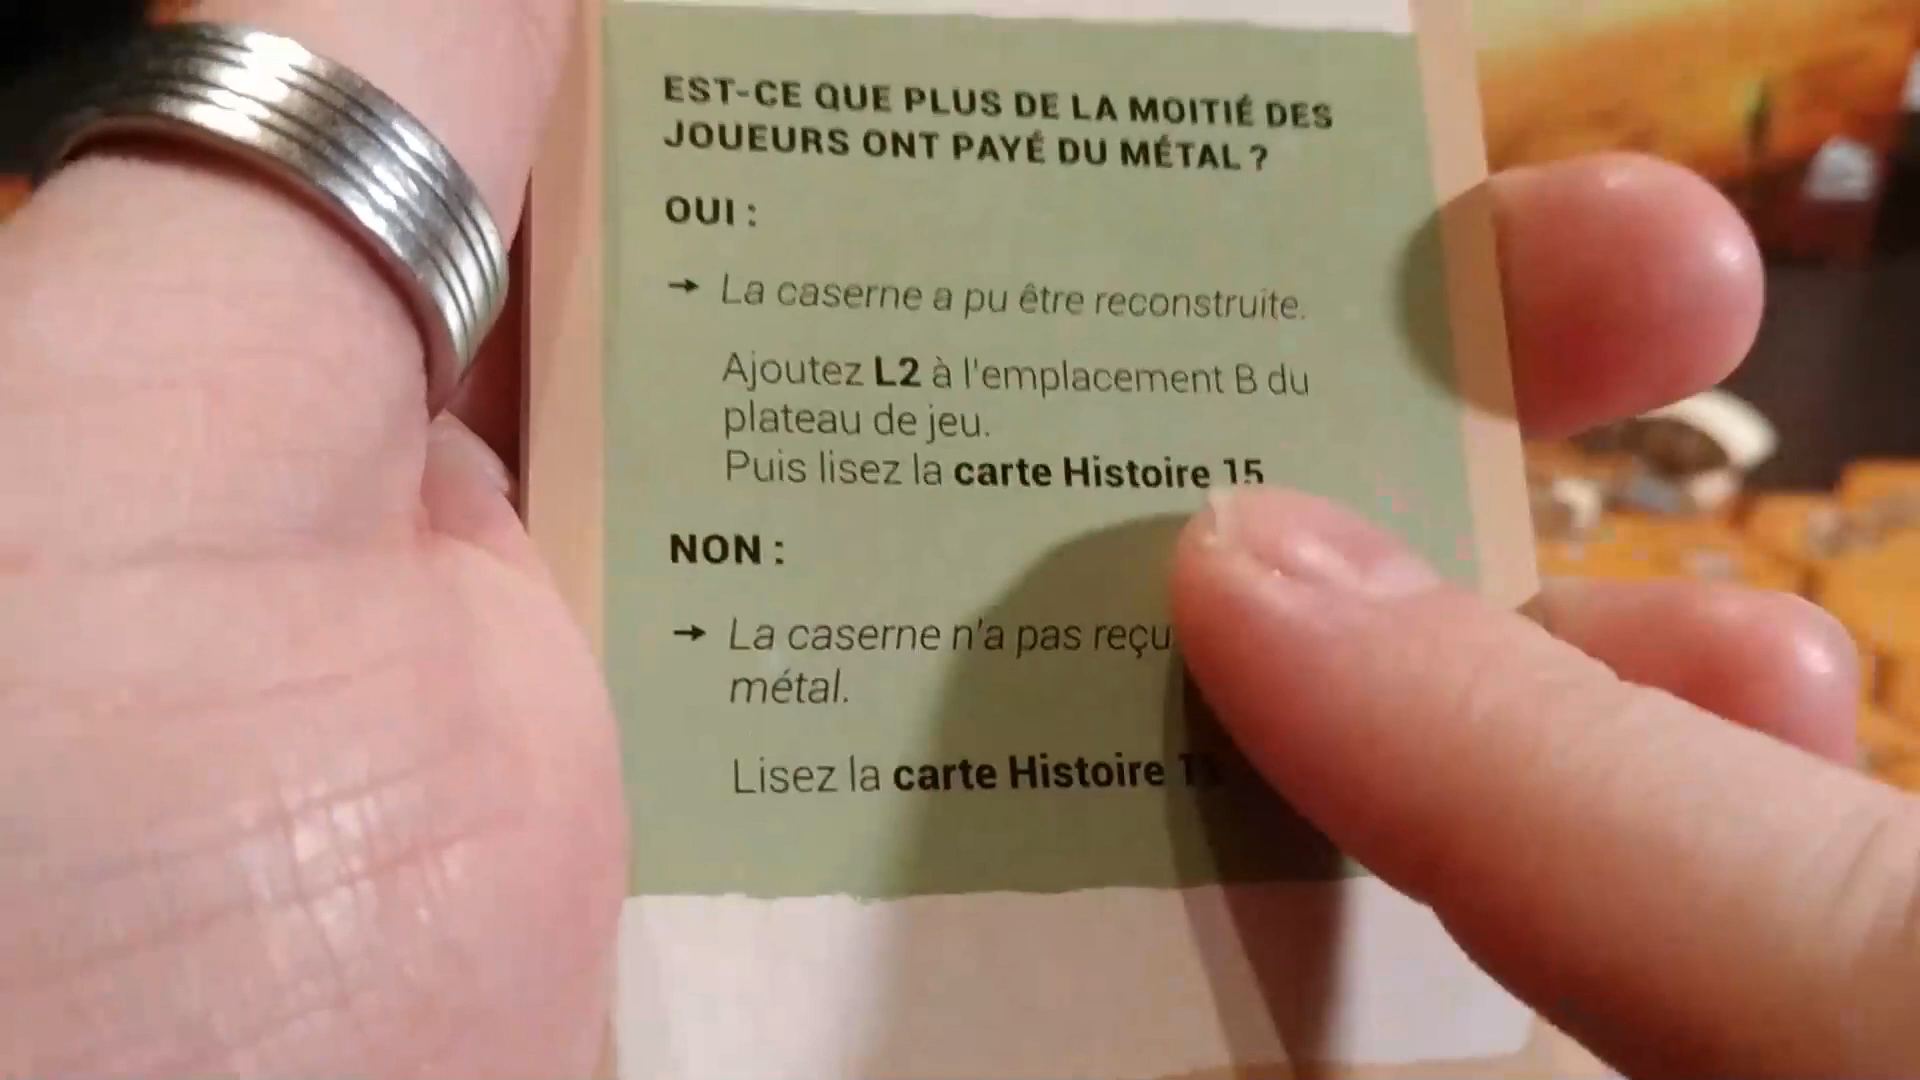 EST-CE QUE PLUS DE LA MOITIÉ DES
JOUEURS ONT PAYÉ DU MÉTAL ?
OUI :
→ La caserne a pu être reconstruite.
Ajoutez L2 à l'emplacement B du
plateau de jeu.
Puis lisez la carte Histoire 15
NON :
→ La caserne n'a pas reçu
métal.
Lisez la carte Histoire